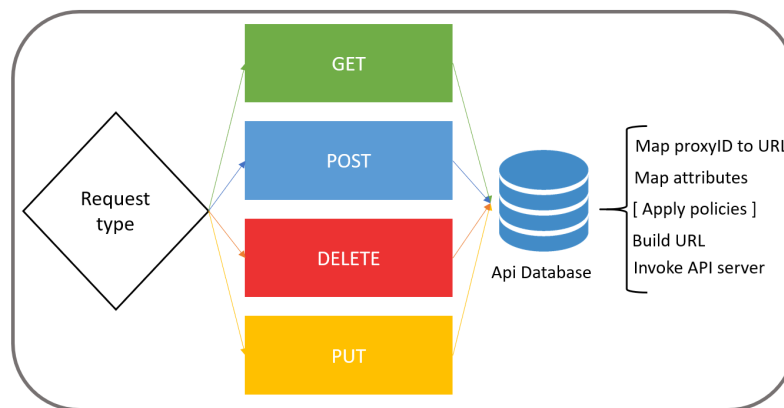 Request
type
GET
POST
DELETE
PUT
Api Database
Map proxyID to URL
Map attributes
[ Apply policies ]
Build URL
Invoke API server